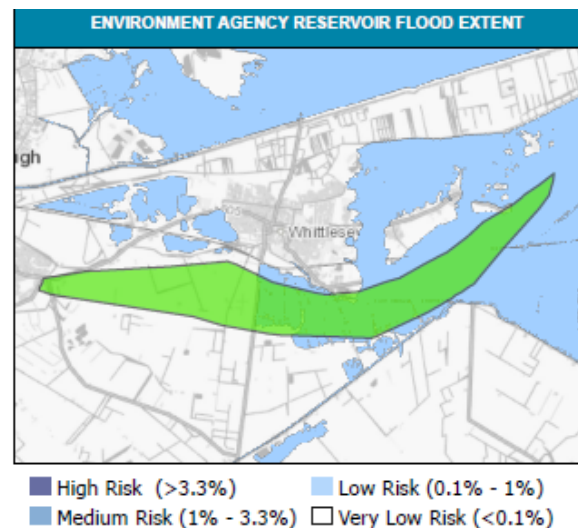 ENVIRONMENT AGENCY RESERVOIR FLOOD EXTENT
gh
Whittlesey
High Risk (>3.3%)
Low Risk (0.1% - 1%)
Medium Risk (1% - 3.3%)
Very Low Risk (<0.1%)